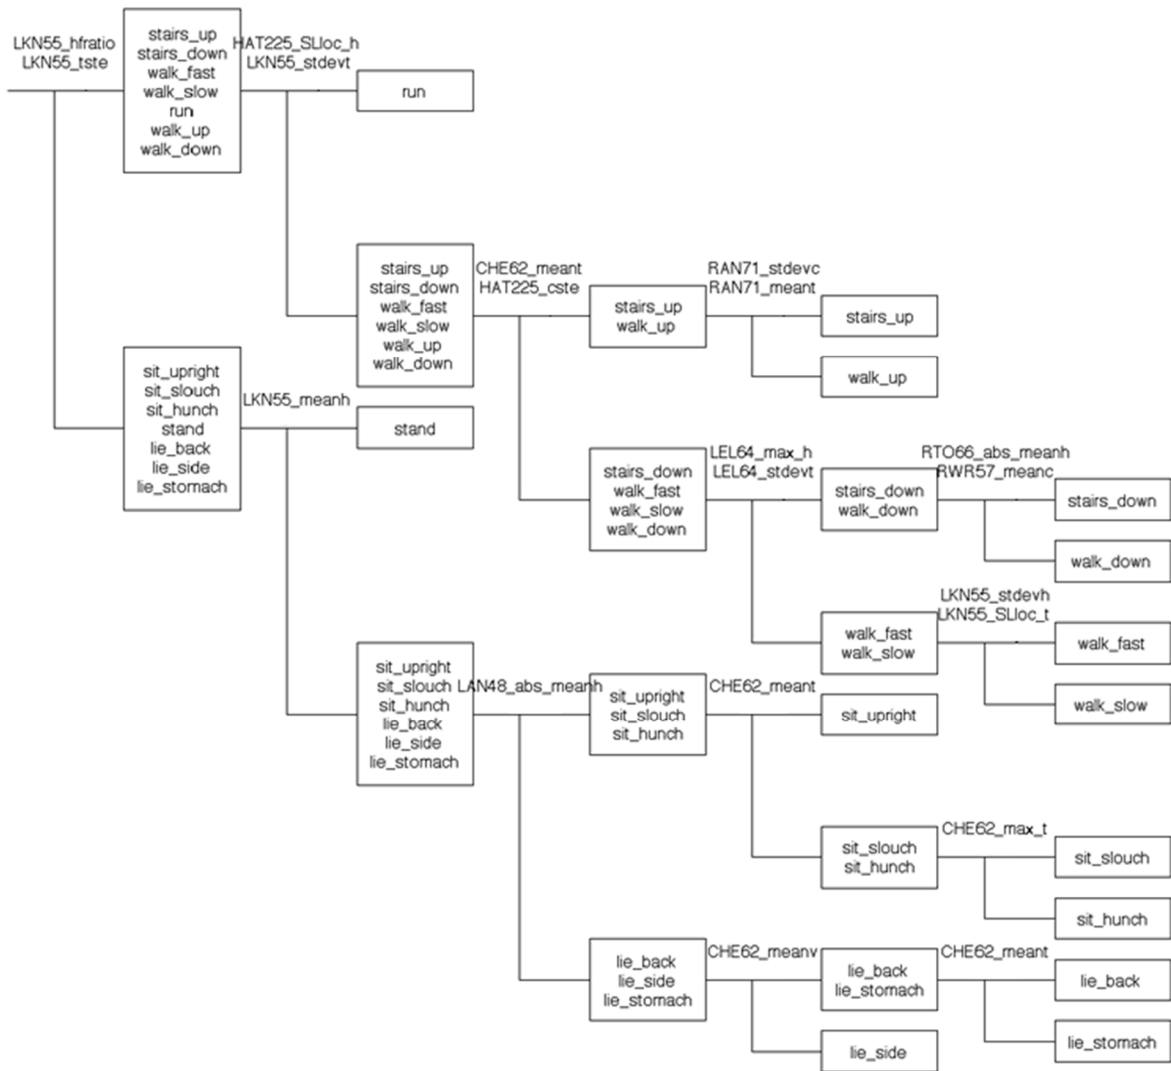 LKN55_hfratio
LKN55_tste
stairs_up
stairs_down
walk_fast
walk_slow
run
walk_up
walk_down
HAT225_SLloc_h
LKN55_stdevt
run
stairs_up
stairs_down
walk_fast
walk_slow
walk_up
walk_down
CHE62_meant
HAT225_cste
stairs_up
walk_up
RAN71_stdevc
RAN71_meant
stairs_up
walk_up
sit_upright
sit_slouch
sit_hunch
stand
lie_back
lie_side
lie_stomach
LKN55_meanh
stand
stairs_down
walk_fast
walk_slow
walk_down
LEL64_max_h
LEL64_stdevt
stairs_down
walk_down
RTO66_abs_meanh
RWR57_meanc
stairs_down
walk_down
walk_fast
walk_slow
LKN55_stdevh
LKN55_SLloc_t
walk_fast
walk_slow
sit_upright
sit_slouch
sit_hunch
lie_back
lie_side
lie_stomach
LAN48_abs_meanh
sit_upright
sit_slouch
sit_hunch
CHE62_meant
sit_upright
sit_slouch
sit_hunch
CHE62_max_t
sit_slouch
sit_hunch
lie_back
lie_side
lie_stomach
CHE62_meanv
lie_back
lie_stomach
CHE62_meant
lie_back
lie_stomach
lie_side